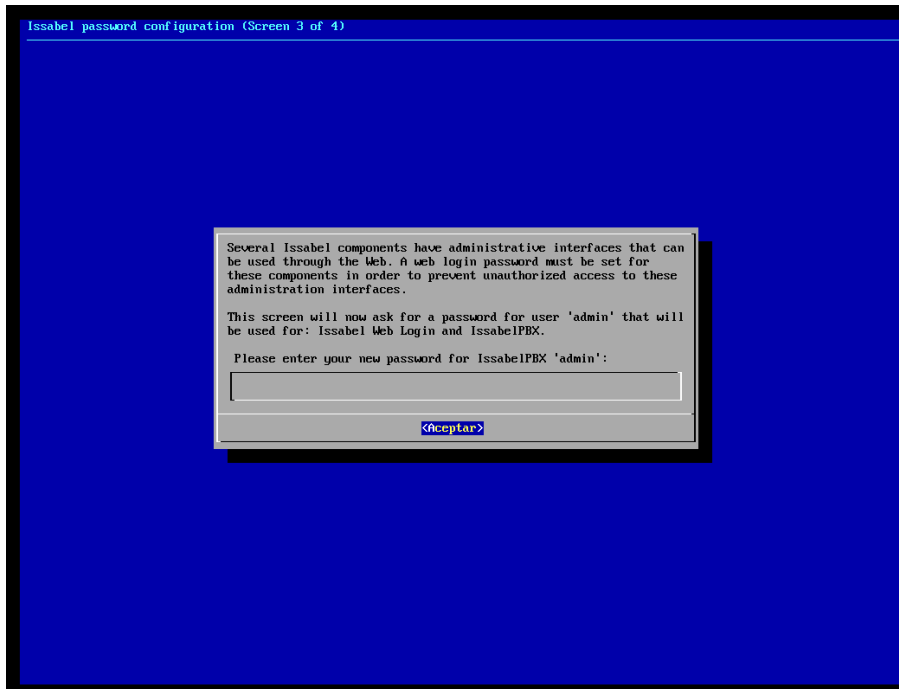 Issabel password configuration (Screen 3 of 4)
Several Issabel components have administrative interfaces that can
be used through the Web. A web login password must be set for
these components in order to prevent unauthorized access to these
administration interfaces.
This screen will now ask for a password for user 'admin' that will
be used for: Issabel Web Login and IssabelPBX.
Please enter your new password for IssabelPBX 'admin':
<Aceptar>